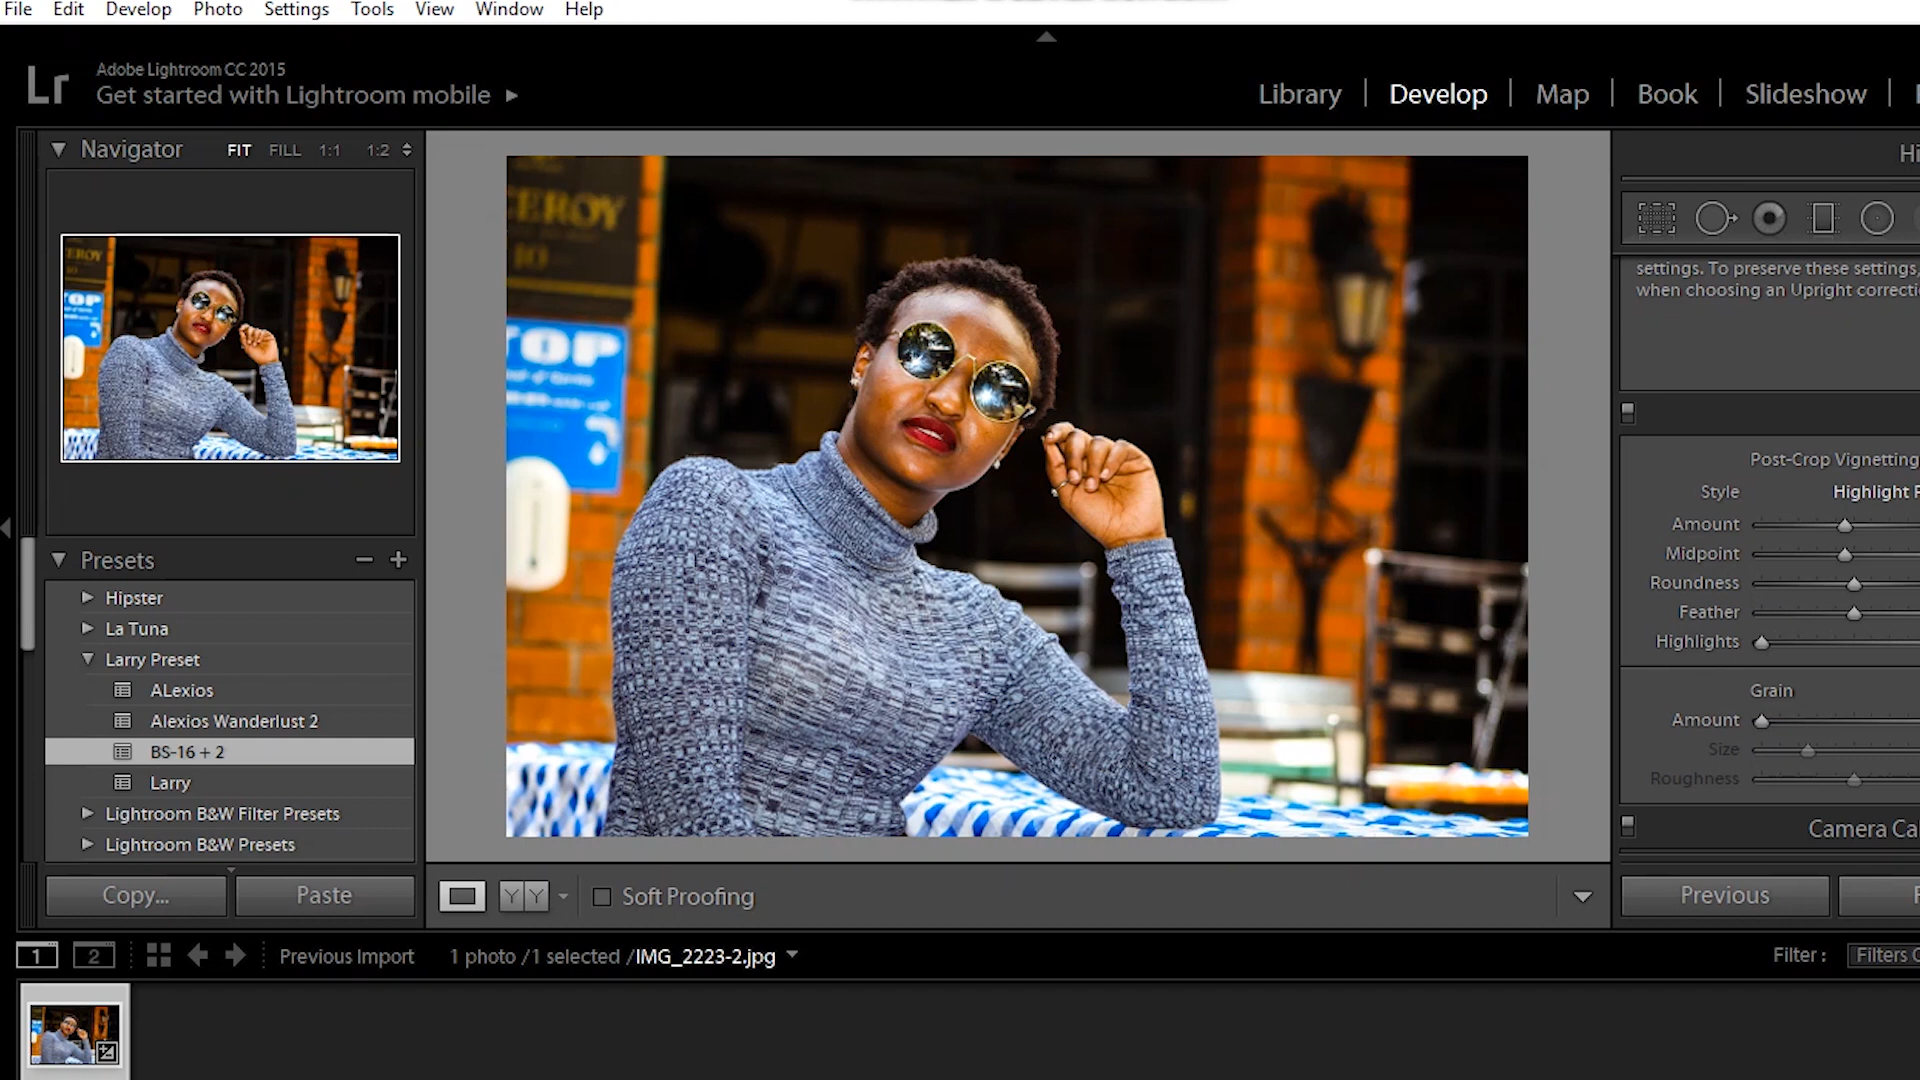 File Edit Develop Photo Settings Tools View Window Help
Lr
Adobe Lightroom CC 2015
Get started with Lightroom mobile
Library | Develop | Map | Book | Slideshow |
Navigator FIT FILL 1:1 1:2
Hi
settings. To preserve these settings,
when choosing an Upright correcti
EROY
10
TOP
Presets
Hipster
La Tuna
Larry Preset
ALexios
Alexios Wanderlust 2
BS-16 + 2
Larry
Lightroom B&W Filter Presets
Lightroom B&W Presets
Copy... Paste
Post-Crop Vignetting
Style Highlight P
Amount
Midpoint
Roundness
Feather
Highlights
Grain
Amount
Size
Roughness
Camera Ca
Y Y Soft Proofing
Previous
1 2 Previous Import 1 photo /1 selected /IMG_2223-2.jpg
Filter : Filters O